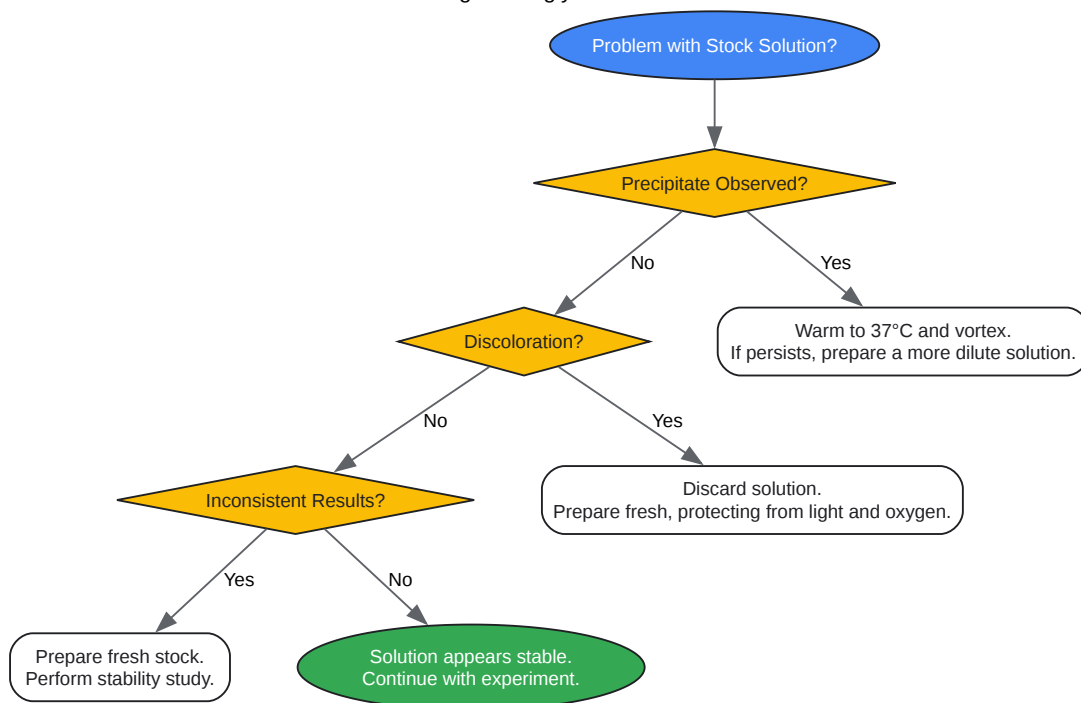 Problem with Stock Solution?
Precipitate Observed?
No
Yes
Discoloration?
Warm to 37°C and vortex.
If persists, prepare a more dilute solution.
No
Yes
Inconsistent Results?
Discard solution.
Prepare fresh, protecting from light and oxygen.
Yes
No
Prepare fresh stock.
Perform stability study.
Solution appears stable.
Continue with experiment.